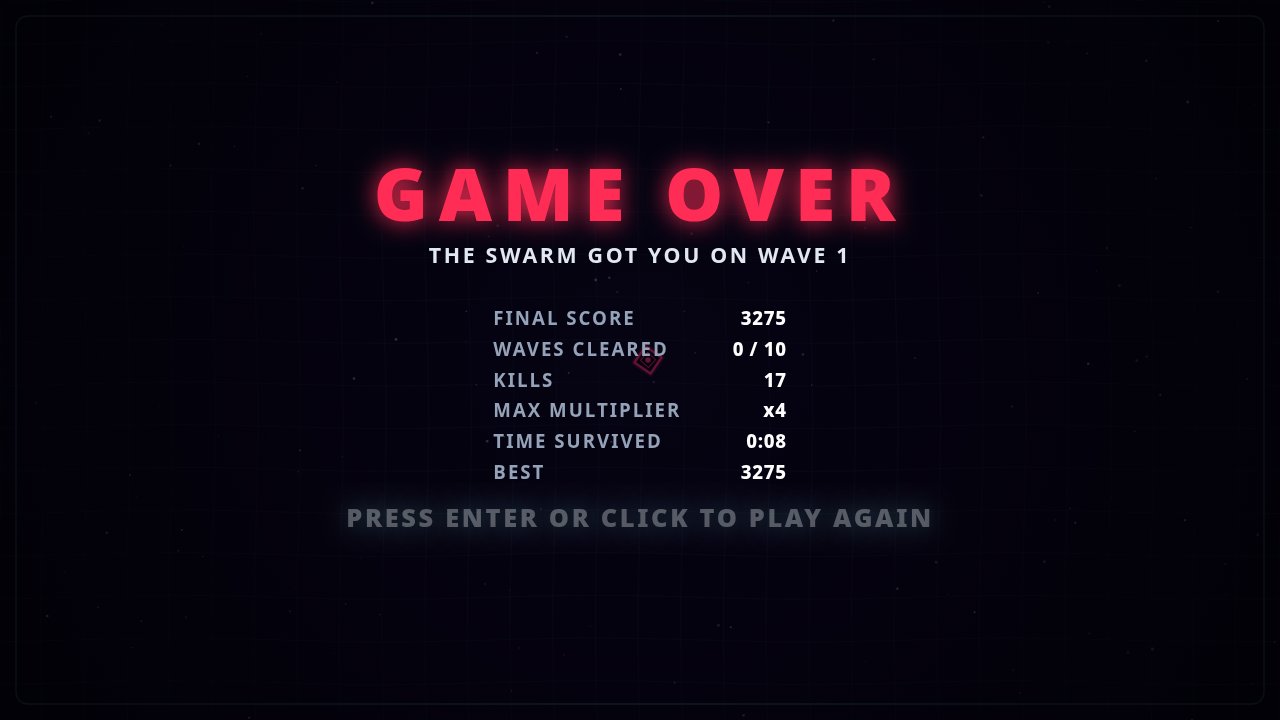 GAME OVER
THE SWARM GOT YOU ON WAVE 1
FINAL SCORE 3275
WAVES CLEARED 0 / 10
KILLS 17
MAX MULTIPLIER x4
TIME SURVIVED 0:08
BEST 3275
PRESS ENTER OR CLICK TO PLAY AGAIN